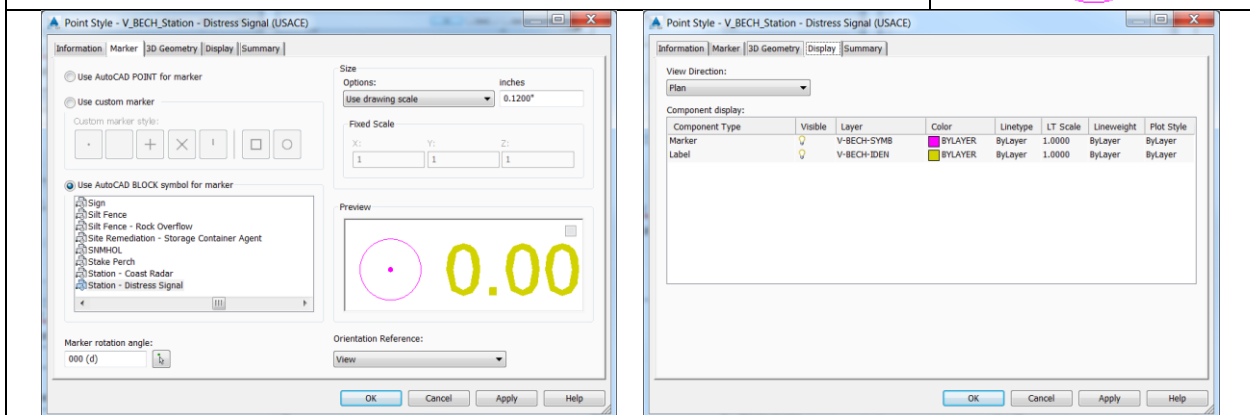 Point Style - V_BECH_Station - Distress Signal (USACE)
Information Marker 3D Geometry Display Summary
Use AutoCAD POINT for marker
Use custom marker
Custom marker style:
Use AutoCAD BLOCK symbol for marker
Sign
Silt Fence
Silt Fence - Rock Overflow
Site Remediation - Storage Container Agent
SNMHOL
Stake Perch
Station - Coast Radar
Station - Distress Signal
Marker rotation angle:
000 (d)
Size
Options: inches
Use drawing scale 0.1200"
Fixed Scale
X: Y: Z:
1 1 1
Preview
0.00
Orientation Reference:
View
OK Cancel Apply Help
Point Style - V_BECH_Station - Distress Signal (USACE)
Information Marker 3D Geometry Display Summary
View Direction:
Plan
Component display:
Component Type Visible Layer Color Linetype LT Scale Lineweight Plot Style
Marker V-BECH-SYMB BYLAYER ByLayer 1.0000 ByLayer ByLayer
Label V-BECH-IDEN BYLAYER ByLayer 1.0000 ByLayer ByLayer
OK Cancel Apply Help